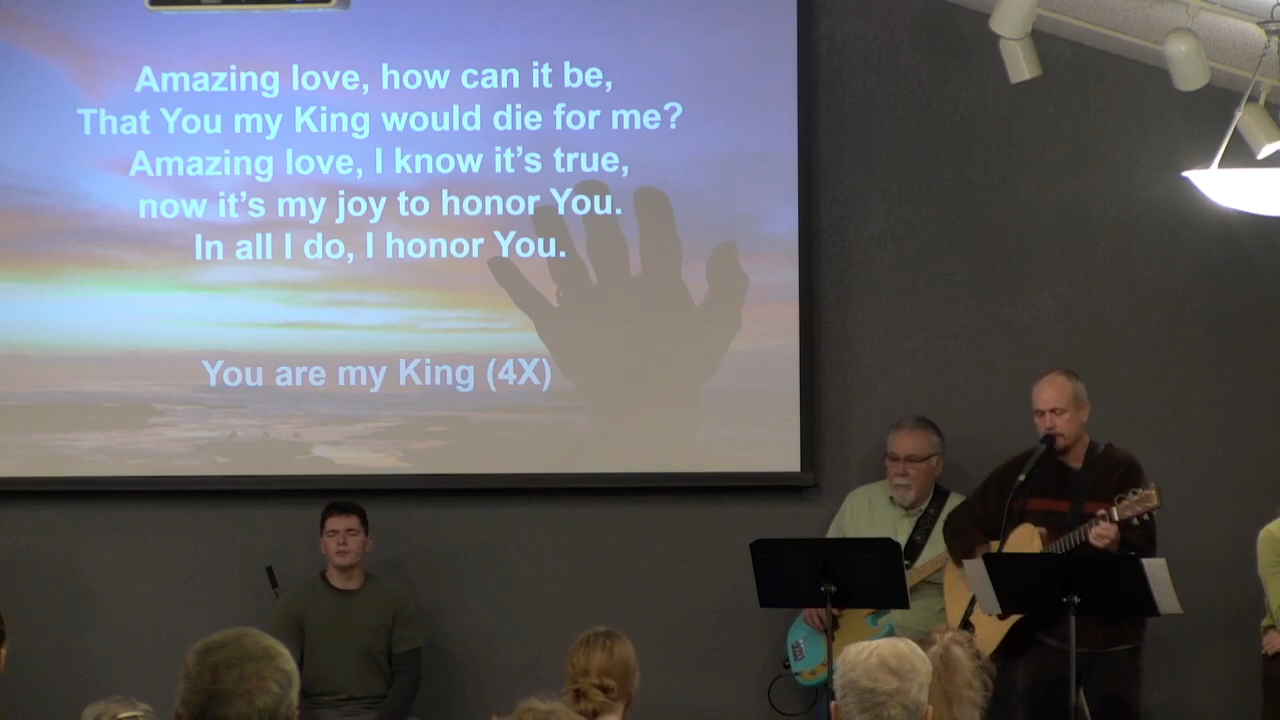 Amazing love, how can it be,
That You my King would die for me?
Amazing love, I know it's true,
now it's my joy to honor You.
In all I do, I honor You.
You are my King (4X)